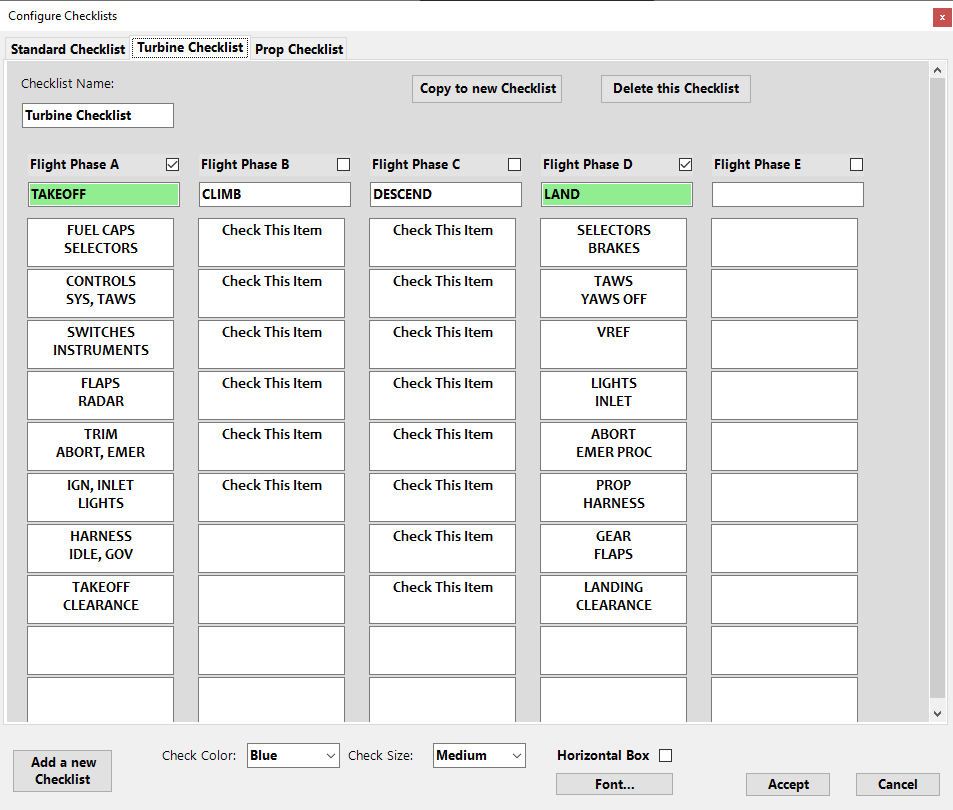 Configure Checklists
x
Standard Checklist Turbine Checklist Prop Checklist
Checklist Name:
Copy to new Checklist Delete this Checklist
Turbine Checklist
Flight Phase A Flight Phase B Flight Phase C Flight Phase D Flight Phase E
TAKEOFF CLIMB DESCEND LAND
FUEL CAPS Check This Item Check This Item SELECTORS
SELECTORS BRAKES
CONTROLS Check This Item Check This Item TAWS
SYS, TAWS YAWS OFF
SWITCHES Check This Item Check This Item VREF
INSTRUMENTS
FLAPS Check This Item Check This Item LIGHTS
RADAR INLET
TRIM Check This Item Check This Item ABORT
ABORT, EMER EMER PROC
IGN, INLET Check This Item Check This Item PROP
LIGHTS HARNESS
HARNESS Check This Item GEAR
IDLE, GOV FLAPS
TAKEOFF Check This Item LANDING
CLEARANCE CLEARANCE
Add a new
Checklist
Check Color: Blue Check Size: Medium Horizontal Box
Font... Accept Cancel